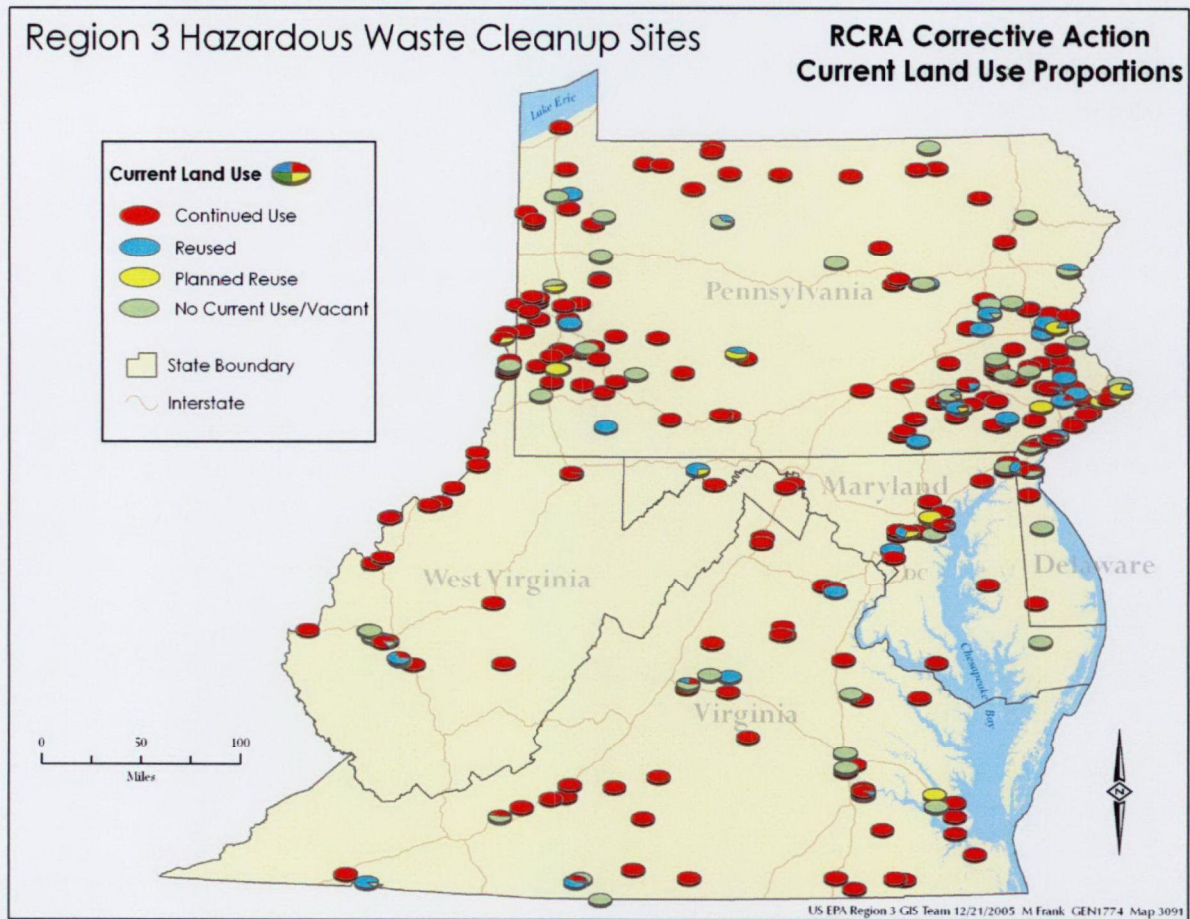 Region 3 Hazardous Waste Cleanup Sites
RCRA Corrective Action
Current Land Use Proportions
Lake Erie
Current Land Use
Continued Use
Reused
Planned Reuse
No Current Use/Vacant
State Boundary
Interstate
Pennsylvania
Maryland
West Virginia
DC
Delaware
Chesapeake Bay
Virginia
0 50 100
Miles
N
US EPA Region 3 GIS Team 12/21/2005 M Frank GEN1774 Map 3091